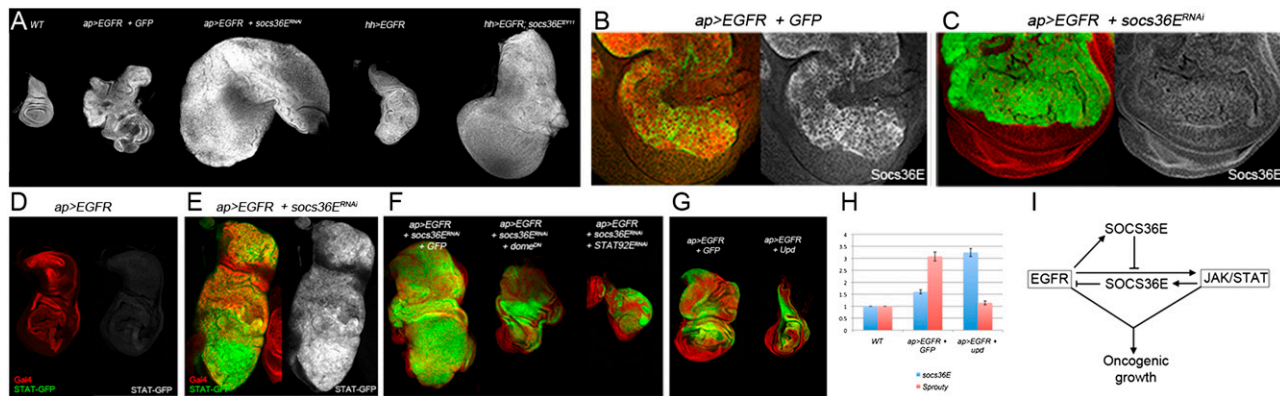 A
WT
ap>EGFR + GFP
ap>EGFR + socs36E^RNAi
hh>EGFR
hh>EGFR; socs36E^EY11
B
ap>EGFR + GFP
Socs36E
C
ap>EGFR + socs36E^RNAi
Socs36E
D
ap>EGFR
Gal4
STAT-GFP
STAT-GFP
E
ap>EGFR + socs36E^RNAi
Gal4
STAT-GFP
STAT-GFP
F
ap>EGFR
+ socs36E^RNAi
+ GFP
ap>EGFR
+ socs36E^RNAi
+ dome^DN
ap>EGFR
+ socs36E^RNAi
+ STAT92E^RNAi
G
ap>EGFR
+ GFP
ap>EGFR
+ Upd
H
4
3.5
3
2.5
2
1.5
1
0.5
0
WT
ap>EGFR +
GFP
ap>EGFR +
upd
socs36E
Sprouty
I
SOCS36E
EGFR
SOCS36E
JAK/STAT
Oncogenic
growth